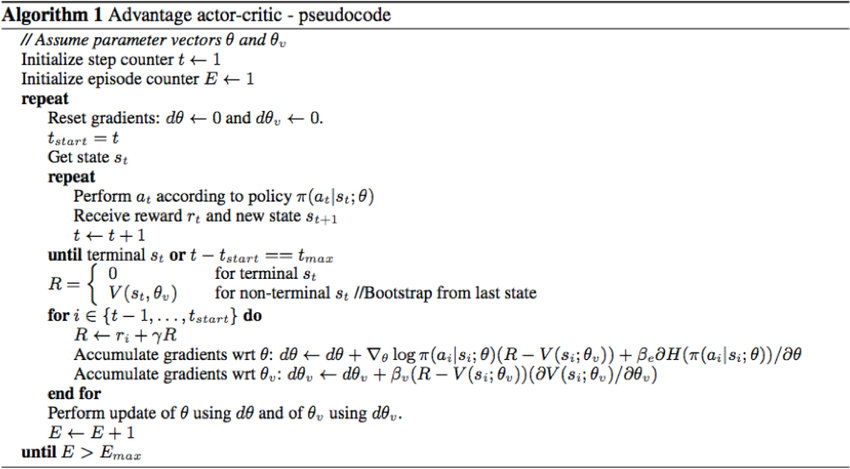 Algorithm 1 Advantage actor-critic - pseudocode
// Assume parameter vectors θ and θ_v
Initialize step counter t ← 1
Initialize episode counter E ← 1
repeat
Reset gradients: dθ ← 0 and dθ_v ← 0.
t_start = t
Get state s_t
repeat
Perform a_t according to policy π(a_t|s_t; θ)
Receive reward r_t and new state s_{t+1}
t ← t + 1
until terminal s_t or t − t_start == t_max
R = { 0 for terminal s_t
V(s_t, θ_v) for non-terminal s_t //Bootstrap from last state
for i ∈ {t − 1, . . . , t_start} do
R ← r_i + γR
Accumulate gradients wrt θ: dθ ← dθ + ∇_θ log π(a_i|s_i; θ)(R − V(s_i; θ_v)) + β_e∂H(π(a_i|s_i; θ))/∂θ
Accumulate gradients wrt θ_v: dθ_v ← dθ_v + β_v(R − V(s_i; θ_v))(∂V(s_i; θ_v)/∂θ_v)
end for
Perform update of θ using dθ and of θ_v using dθ_v.
E ← E + 1
until E > E_max